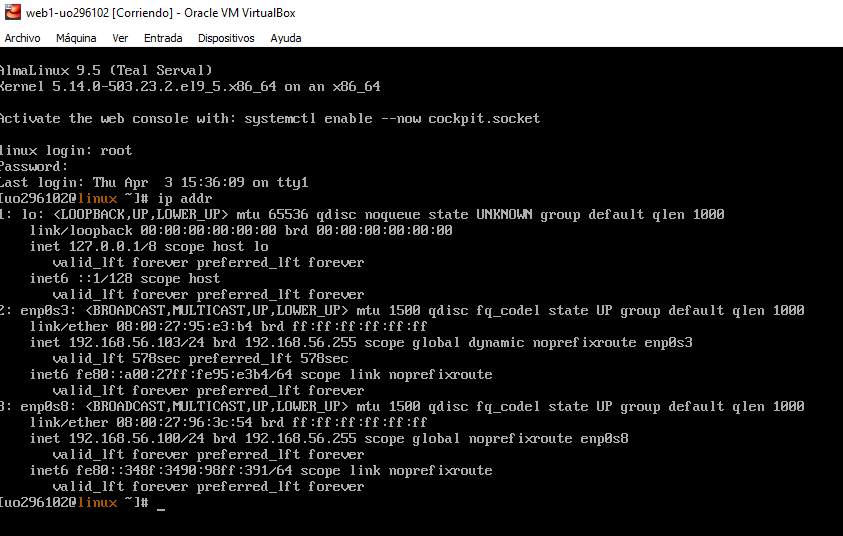 web1-uo296102 [Corriendo] - Oracle VM VirtualBox
Archivo Máquina Ver Entrada Dispositivos Ayuda
AlmaLinux 9.5 (Teal Serval)
Kernel 5.14.0-503.23.2.el9_5.x86_64 on an x86_64
Activate the web console with: systemctl enable --now cockpit.socket
linux login: root
Password:
Last login: Thu Apr  3 15:36:09 on tty1
[uo296102@linux ~]# ip addr
1: lo: <LOOPBACK,UP,LOWER_UP> mtu 65536 qdisc noqueue state UNKNOWN group default qlen 1000
    link/loopback 00:00:00:00:00:00 brd 00:00:00:00:00:00
    inet 127.0.0.1/8 scope host lo
       valid_lft forever preferred_lft forever
    inet6 ::1/128 scope host
       valid_lft forever preferred_lft forever
2: enp0s3: <BROADCAST,MULTICAST,UP,LOWER_UP> mtu 1500 qdisc fq_codel state UP group default qlen 1000
    link/ether 08:00:27:95:e3:b4 brd ff:ff:ff:ff:ff:ff
    inet 192.168.56.103/24 brd 192.168.56.255 scope global dynamic noprefixroute enp0s3
       valid_lft 578sec preferred_lft 578sec
    inet6 fe80::a00:27ff:fe95:e3b4/64 scope link noprefixroute
       valid_lft forever preferred_lft forever
3: enp0s8: <BROADCAST,MULTICAST,UP,LOWER_UP> mtu 1500 qdisc fq_codel state UP group default qlen 1000
    link/ether 08:00:27:96:3c:54 brd ff:ff:ff:ff:ff:ff
    inet 192.168.56.100/24 brd 192.168.56.255 scope global noprefixroute enp0s8
       valid_lft forever preferred_lft forever
    inet6 fe80::348f:3490:98ff:391/64 scope link noprefixroute
       valid_lft forever preferred_lft forever
[uo296102@linux ~]# _